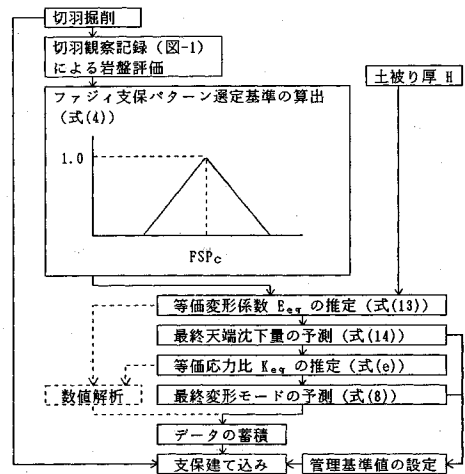 切羽掘削
切羽観察記録（図-1）
による岩盤評価
土被り厚 H
ファジィ支保パターン選定基準の算出
（式(4)）
1.0
FSPc
等価変形係数 Eeq の推定（式(13)）
最終天端沈下量の予測（式(14)）
等価応力比 Keq の推定（式(e)）
数値解析
最終変形モードの予測（式(8)）
データの蓄積
支保建て込み
管理基準値の設定